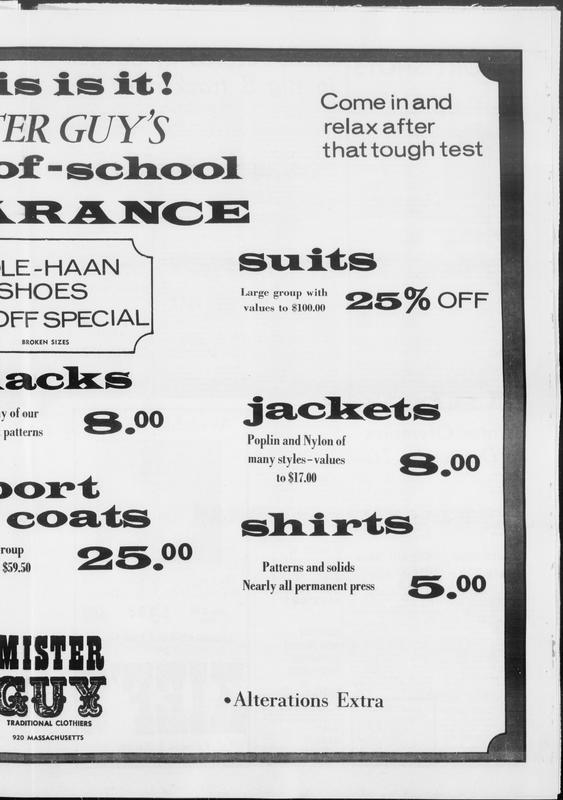 is is it!
TER GUY'S
of-school
ARANCE
Come in and
relax after
that tough test
OLE-HAAN
SHOES
OFF SPECIAL
BROKEN SIZES
suits
Large group with
values to $100.00
25% OFF
lacks
y of our
patterns
8.00
jackets
Poplin and Nylon of
many styles–values
to $17.00
8.00
port
coats
roup
$59.50
25.00
shirts
Patterns and solids
Nearly all permanent press
5.00
MISTER
GUY
TRADITIONAL CLOTHIERS
920 MASSACHUSETTS
•Alterations Extra